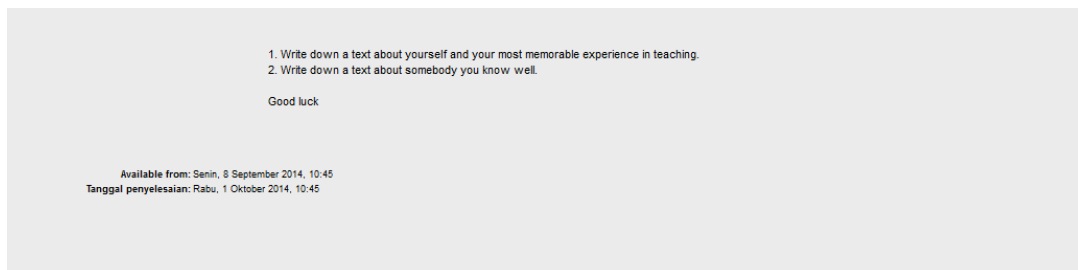 1. Write down a text about yourself and your most memorable experience in teaching.
2. Write down a text about somebody you know well.
Good luck
Available from: Senin, 8 September 2014, 10:45
Tanggal penyelesaian: Rabu, 1 Oktober 2014, 10:45